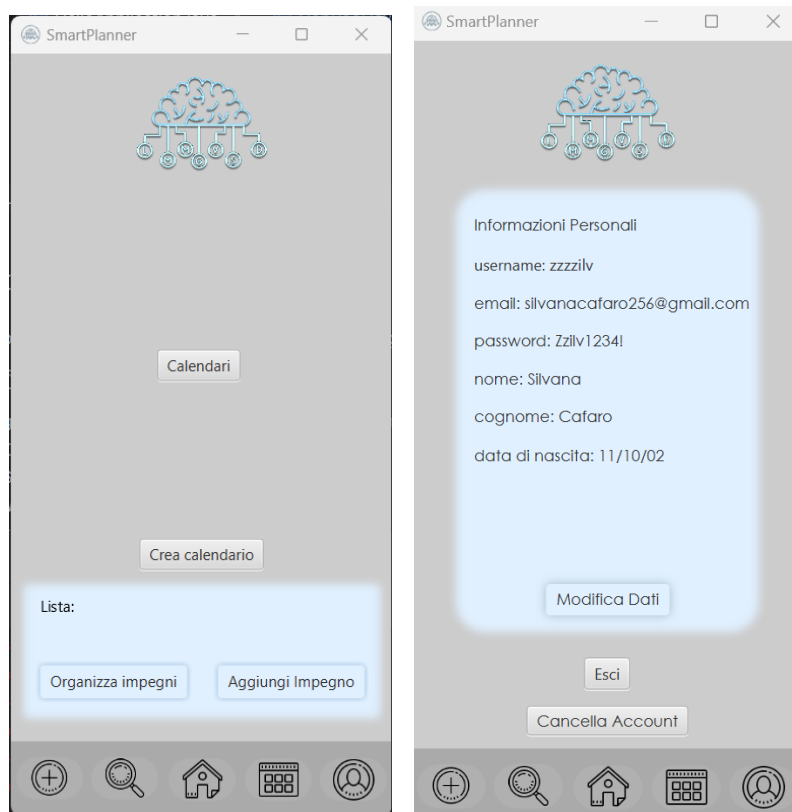 SmartPlanner
Calendari
Crea calendario
Lista:
Organizza impegni
Aggiungi Impegno
SmartPlanner
Informazioni Personali
username: zzzzilv
email: silvanacafaro256@gmail.com
password: Zzilv1234!
nome: Silvana
cognome: Cafaro
data di nascita: 11/10/02
Modifica Dati
Esci
Cancella Account